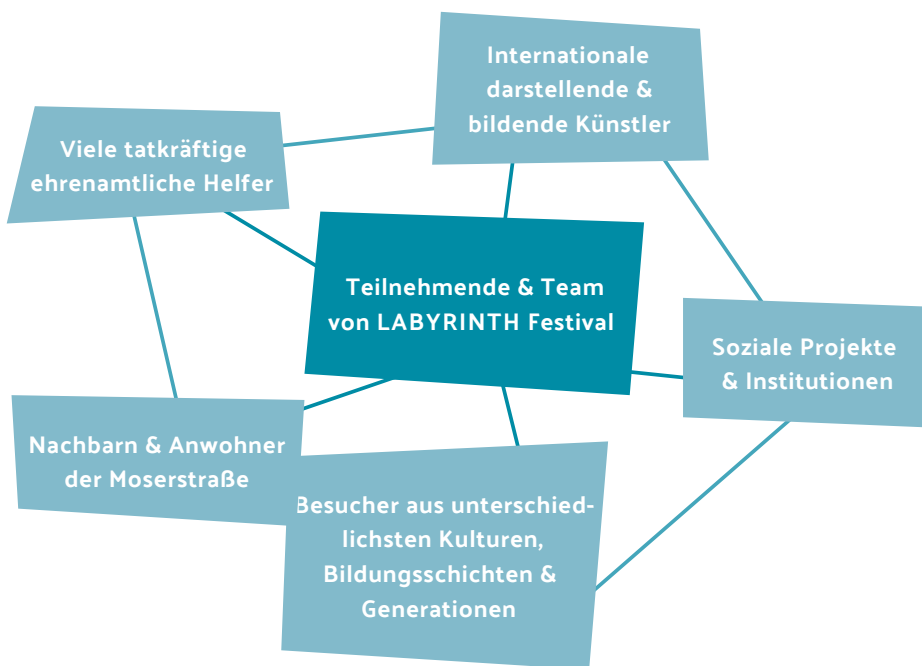 Internationale
darstellende &
bildende Künstler
Viele tatkräftige
ehrenamtliche Helfer
Teilnehmende & Team
von LABYRINTH Festival
Soziale Projekte
& Institutionen
Nachbarn & Anwohner
der Moserstraße
Besucher aus unterschied-
lichsten Kulturen,
Bildungsschichten &
Generationen